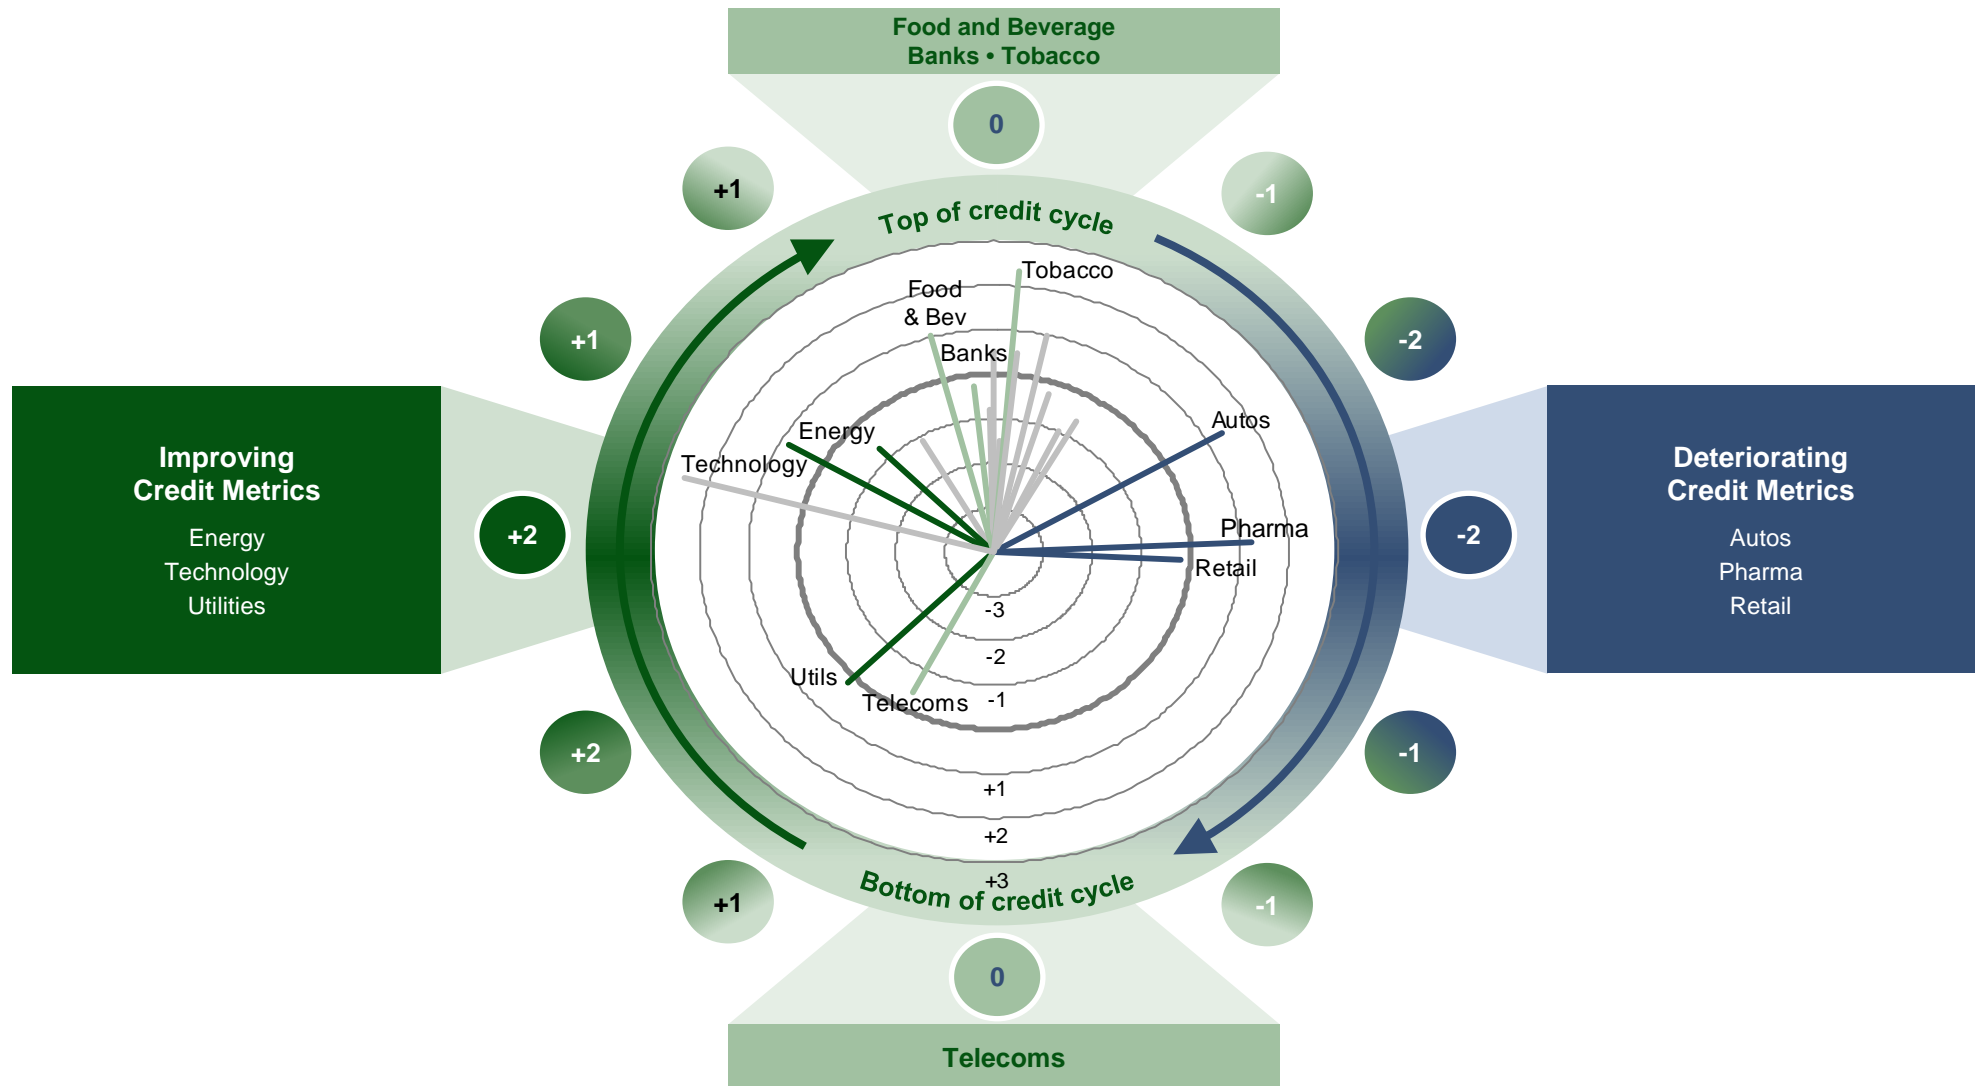 Food and Beverage
Banks • Tobacco
0
+1
-1
Top of credit cycle
Tobacco
Food
& Bev
Banks
+1
-2
Autos
Energy
Technology
Improving
Credit Metrics
Energy
Technology
Utilities
+2
Pharma
Retail
-2
Deteriorating
Credit Metrics
Autos
Pharma
Retail
-3
-2
-1
Utils
Telecoms
+2
-1
+1
+2
+3
Bottom of credit cycle
+1
-1
0
Telecoms